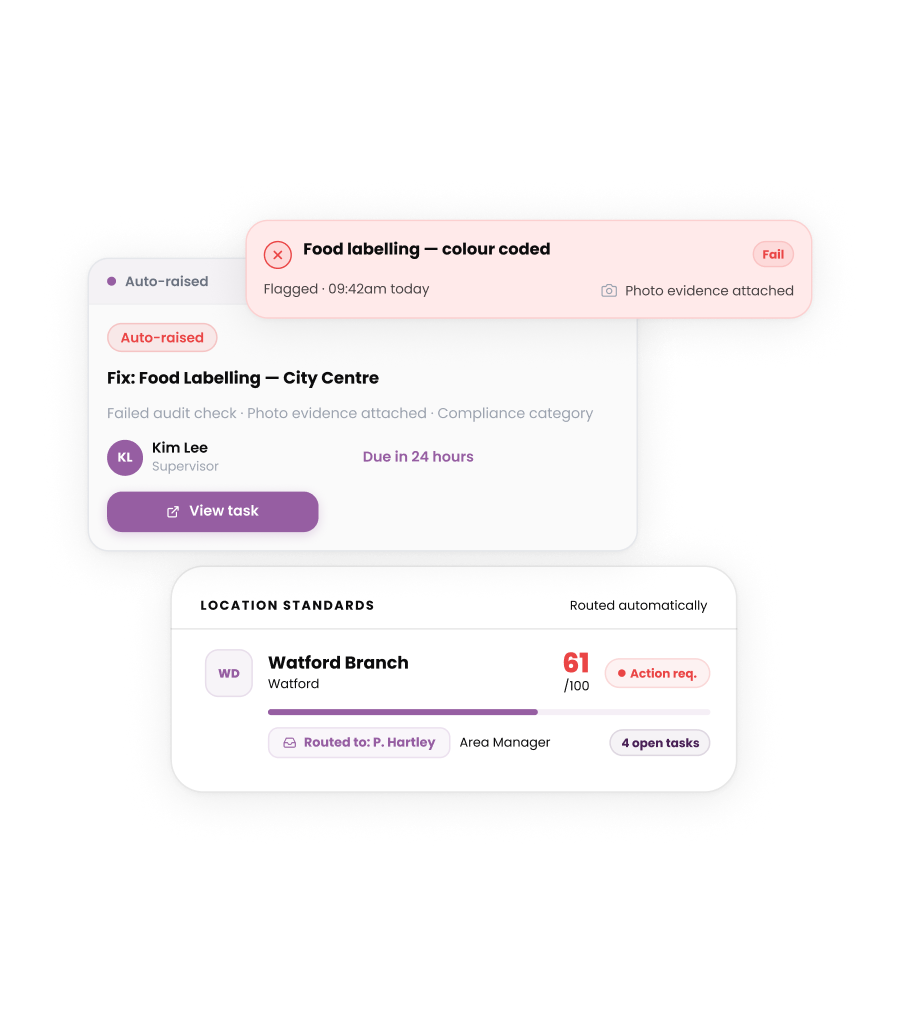 Food labelling — colour coded
Fail
Flagged · 09:42am today
Photo evidence attached
Auto-raised
Auto-raised
Fix: Food Labelling — City Centre
Failed audit check · Photo evidence attached · Compliance category
KL
Kim Lee
Supervisor
Due in 24 hours
View task
LOCATION STANDARDS
Routed automatically
WD
Watford Branch
Watford
61
/100
Action req.
Routed to: P. Hartley
Area Manager
4 open tasks